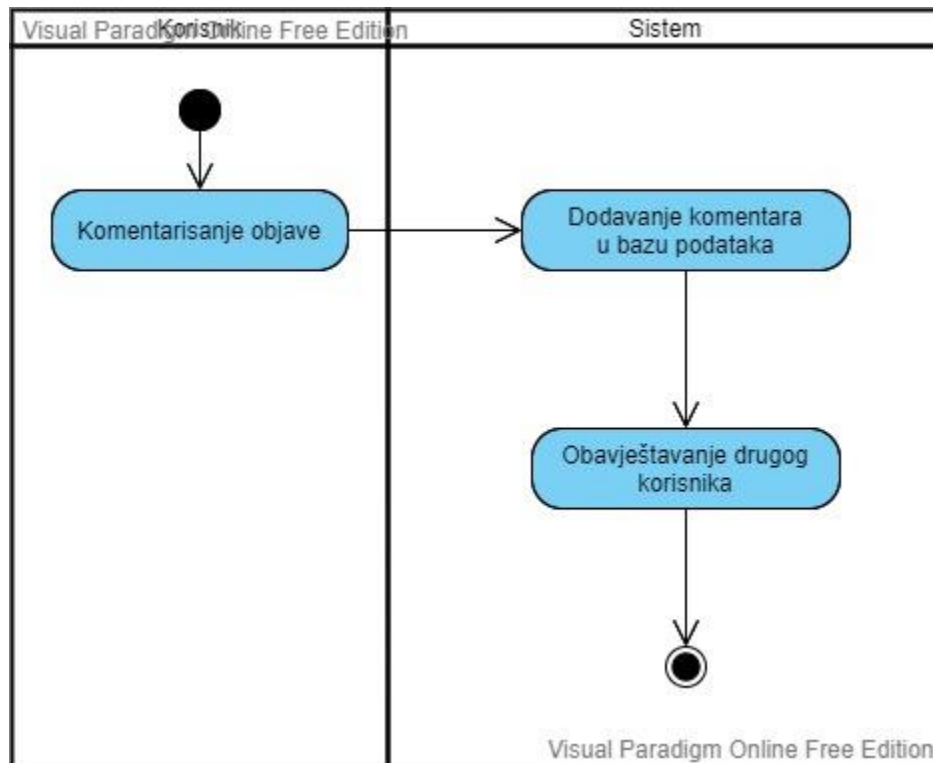 Visual Paradigm Online Free Edition
Korisnik
Sistem
Komentarisanje objave
Dodavanje komentara
u bazu podataka
Obavještavanje drugog
korisnika
Visual Paradigm Online Free Edition